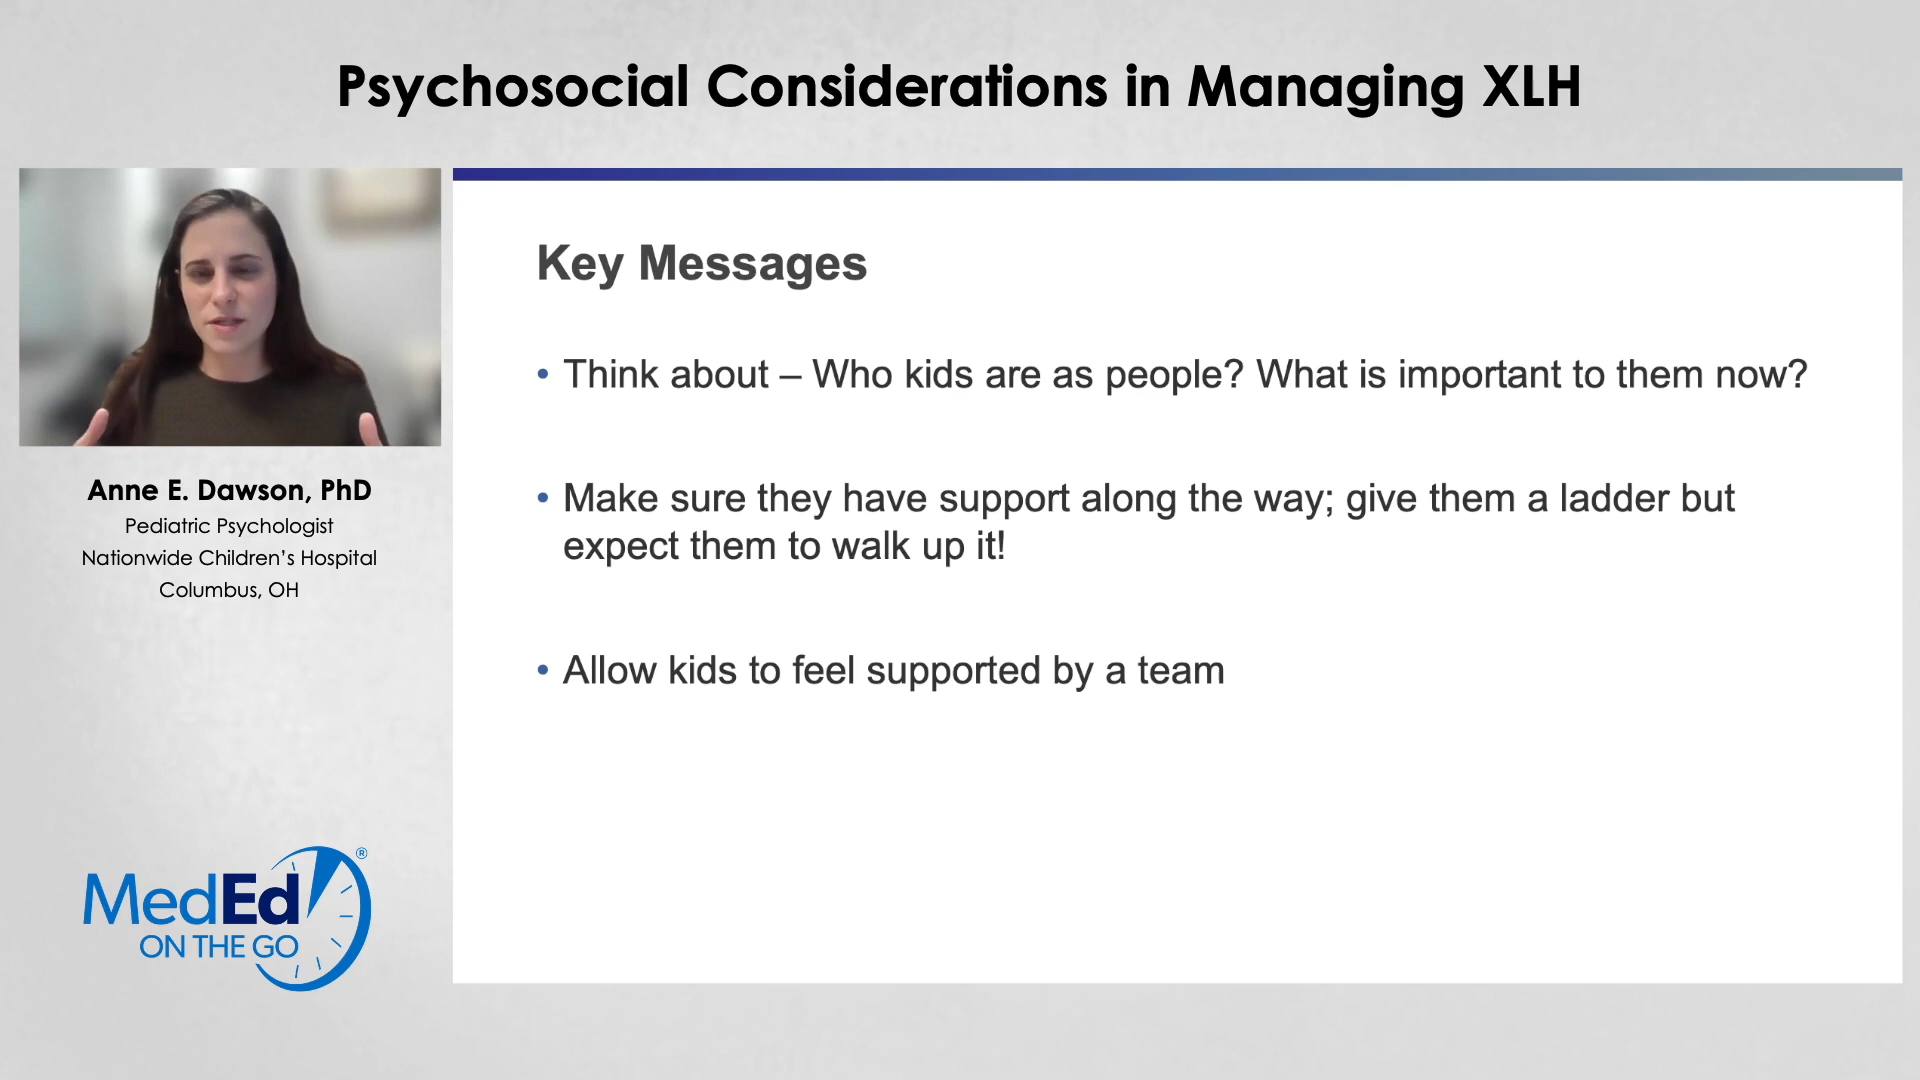 Psychosocial Considerations in Managing XLH
Anne E. Dawson, PhD
Pediatric Psychologist
Nationwide Children's Hospital
Columbus, OH
MedEd®
ON THE GO
Key Messages
• Think about – Who kids are as people? What is important to them now?
• Make sure they have support along the way; give them a ladder but
expect them to walk up it!
• Allow kids to feel supported by a team